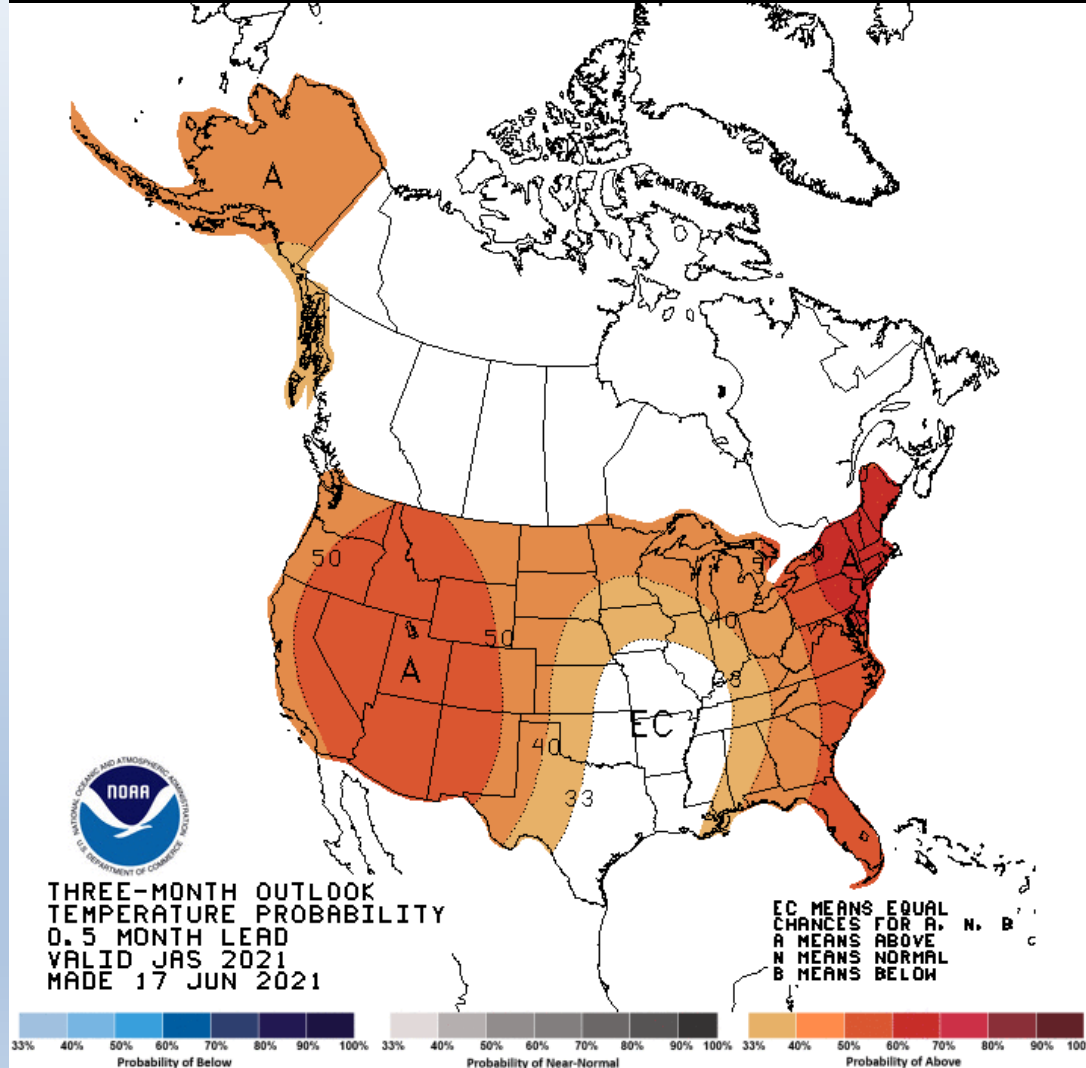 A
50
A
50
A
40
38
EC
40
33
NATIONAL OCEANIC AND ATMOSPHERIC ADMINISTRATION
NOAA
U.S. DEPARTMENT OF COMMERCE
THREE-MONTH OUTLOOK
TEMPERATURE PROBABILITY
0.5 MONTH LEAD
VALID JAS 2021
MADE 17 JUN 2021
EC MEANS EQUAL
CHANCES FOR A, N, B
A MEANS ABOVE
N MEANS NORMAL
B MEANS BELOW
C
33% 40% 50% 60% 70% 80% 90% 100%
Probability of Below
33% 40% 50% 60% 70% 80% 90% 100%
Probability of Near-Normal
33% 40% 50% 60% 70% 80% 90% 100
Probability of Above